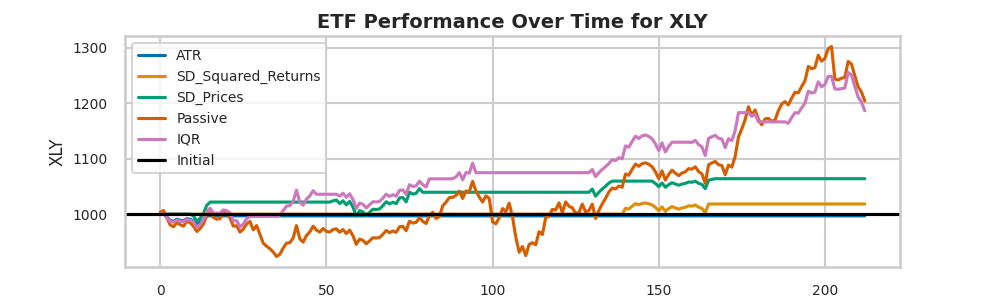 ETF Performance Over Time for XLY
XLY
1300
1200
1100
1000
ATR
SD_Squared_Returns
SD_Prices
Passive
IQR
Initial
0
50
100
150
200